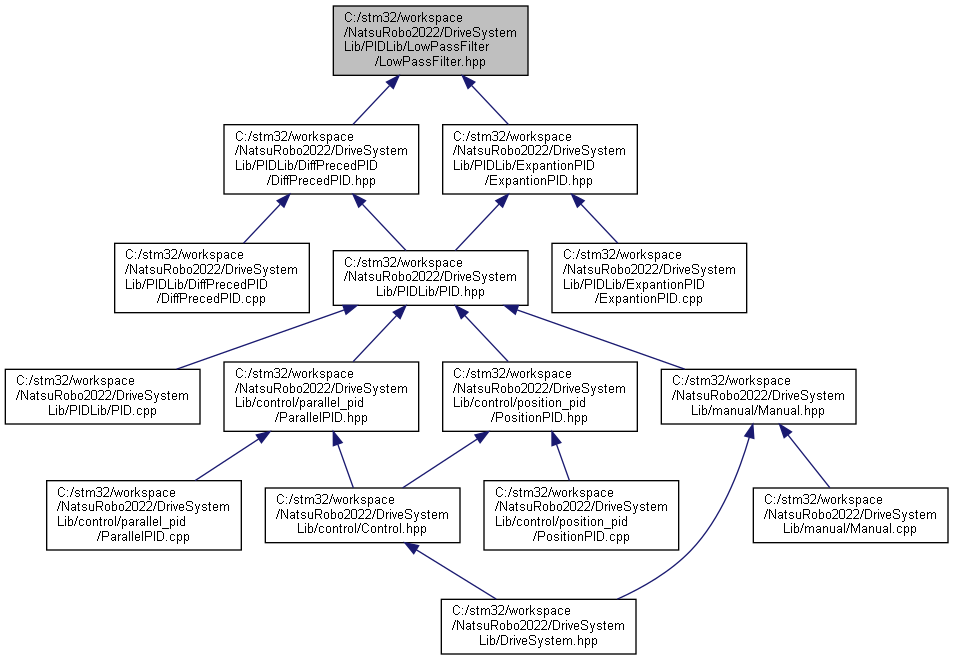 C:/stm32/workspace
/NatsuRobo2022/DriveSystem
Lib/PIDLib/LowPassFilter
/LowPassFilter.hpp
C:/stm32/workspace
/NatsuRobo2022/DriveSystem
Lib/PIDLib/DiffPrecedPID
/DiffPrecedPID.hpp
C:/stm32/workspace
/NatsuRobo2022/DriveSystem
Lib/PIDLib/ExpantionPID
/ExpantionPID.hpp
C:/stm32/workspace
/NatsuRobo2022/DriveSystem
Lib/PIDLib/DiffPrecedPID
/DiffPrecedPID.cpp
C:/stm32/workspace
/NatsuRobo2022/DriveSystem
Lib/PIDLib/PID.hpp
C:/stm32/workspace
/NatsuRobo2022/DriveSystem
Lib/PIDLib/ExpantionPID
/ExpantionPID.cpp
C:/stm32/workspace
/NatsuRobo2022/DriveSystem
Lib/PIDLib/PID.cpp
C:/stm32/workspace
/NatsuRobo2022/DriveSystem
Lib/control/parallel_pid
/ParallelPID.hpp
C:/stm32/workspace
/NatsuRobo2022/DriveSystem
Lib/control/position_pid
/PositionPID.hpp
C:/stm32/workspace
/NatsuRobo2022/DriveSystem
Lib/manual/Manual.hpp
C:/stm32/workspace
/NatsuRobo2022/DriveSystem
Lib/control/parallel_pid
/ParallelPID.cpp
C:/stm32/workspace
/NatsuRobo2022/DriveSystem
Lib/control/Control.hpp
C:/stm32/workspace
/NatsuRobo2022/DriveSystem
Lib/control/position_pid
/PositionPID.cpp
C:/stm32/workspace
/NatsuRobo2022/DriveSystem
Lib/manual/Manual.cpp
C:/stm32/workspace
/NatsuRobo2022/DriveSystem
Lib/DriveSystem.hpp